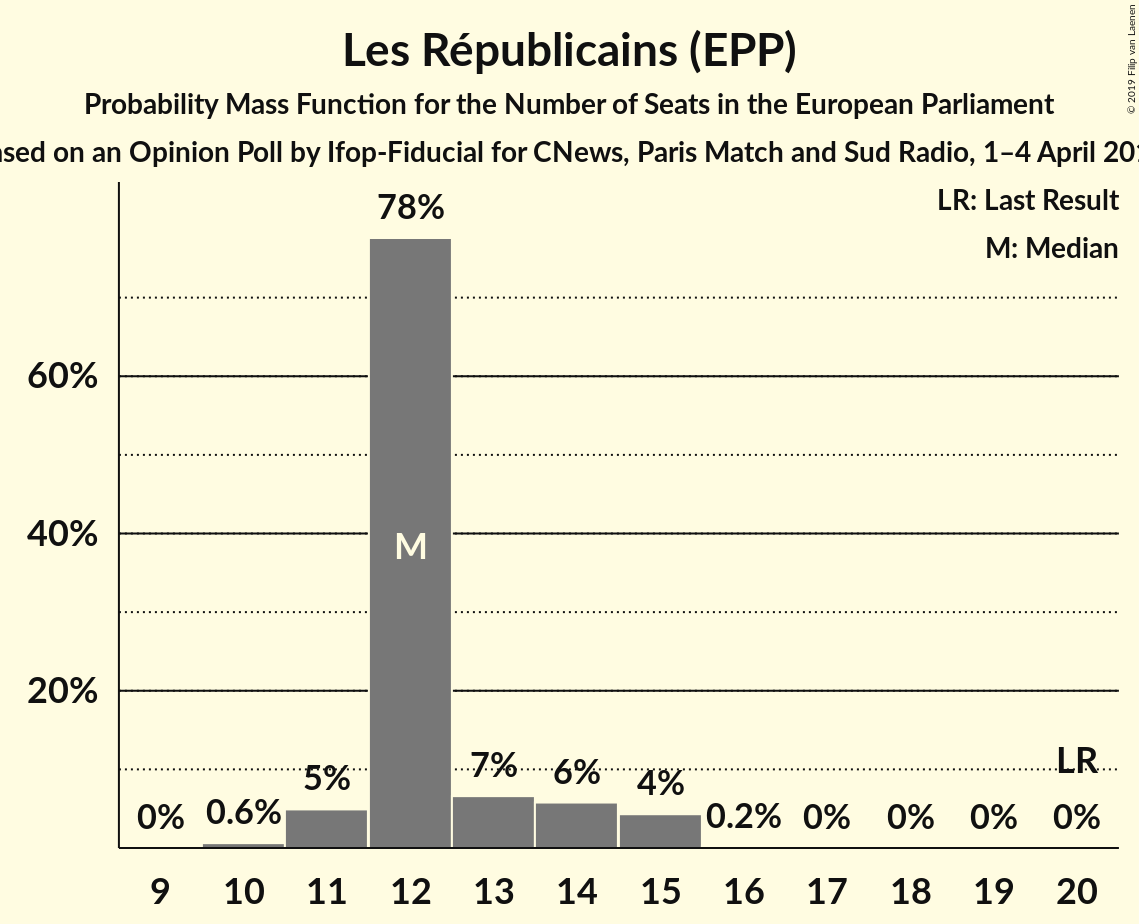 Les Républicains (EPP)
Probability Mass Function for the Number of Seats in the European Parliament
on an Opinion Poll by Ifop-Fiducial for CNews, Paris Match and Sud Radio, 1–4 April
© 2019 Filip van Laenen
LR: Last Result
M: Median
78%
60%
40%
20%
M
LR
0% 0.6% 5% 7% 6% 4% 0.2% 0% 0% 0% 0%
9 10 11 12 13 14 15 16 17 18 19 20